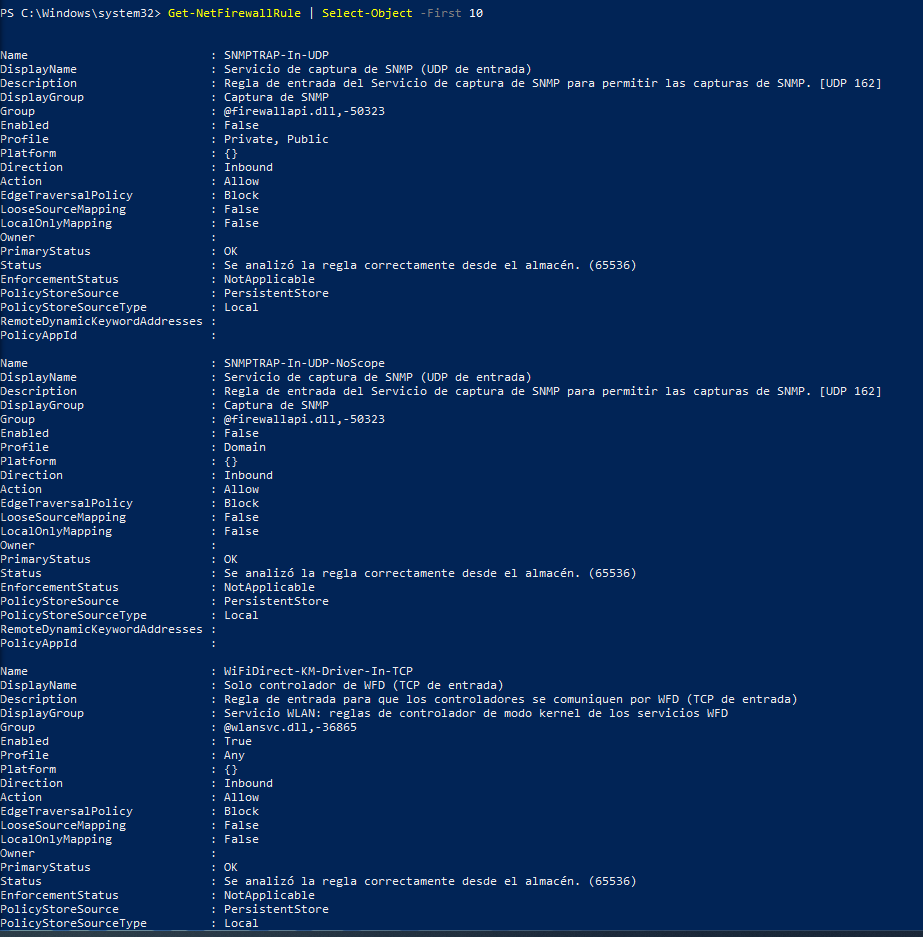 PS C:\Windows\system32> Get-NetFirewallRule | Select-Object -First 10
Name : SNMPTRAP-In-UDP
DisplayName : Servicio de captura de SNMP (UDP de entrada)
Description : Regla de entrada del Servicio de captura de SNMP para permitir las capturas de SNMP. [UDP 162]
DisplayGroup : Captura de SNMP
Group : @firewallapi.dll,-50323
Enabled : False
Profile : Private, Public
Platform : {}
Direction : Inbound
Action : Allow
EdgeTraversalPolicy : Block
LooseSourceMapping : False
LocalOnlyMapping : False
Owner :
PrimaryStatus : OK
Status : Se analizó la regla correctamente desde el almacén. (65536)
EnforcementStatus : NotApplicable
PolicyStoreSource : PersistentStore
PolicyStoreSourceType : Local
RemoteDynamicKeywordAddresses :
PolicyAppId :
Name : SNMPTRAP-In-UDP-NoScope
DisplayName : Servicio de captura de SNMP (UDP de entrada)
Description : Regla de entrada del Servicio de captura de SNMP para permitir las capturas de SNMP. [UDP 162]
DisplayGroup : Captura de SNMP
Group : @firewallapi.dll,-50323
Enabled : False
Profile : Domain
Platform : {}
Direction : Inbound
Action : Allow
EdgeTraversalPolicy : Block
LooseSourceMapping : False
LocalOnlyMapping : False
Owner :
PrimaryStatus : OK
Status : Se analizó la regla correctamente desde el almacén. (65536)
EnforcementStatus : NotApplicable
PolicyStoreSource : PersistentStore
PolicyStoreSourceType : Local
RemoteDynamicKeywordAddresses :
PolicyAppId :
Name : WiFiDirect-KM-Driver-In-TCP
DisplayName : Solo controlador de WFD (TCP de entrada)
Description : Regla de entrada para que los controladores se comuniquen por WFD (TCP de entrada)
DisplayGroup : Servicio WLAN: reglas de controlador de modo kernel de los servicios WFD
Group : @wlansvc.dll,-36865
Enabled : True
Profile : Any
Platform : {}
Direction : Inbound
Action : Allow
EdgeTraversalPolicy : Block
LooseSourceMapping : False
LocalOnlyMapping : False
Owner :
PrimaryStatus : OK
Status : Se analizó la regla correctamente desde el almacén. (65536)
EnforcementStatus : NotApplicable
PolicyStoreSource : PersistentStore
PolicyStoreSourceType : Local